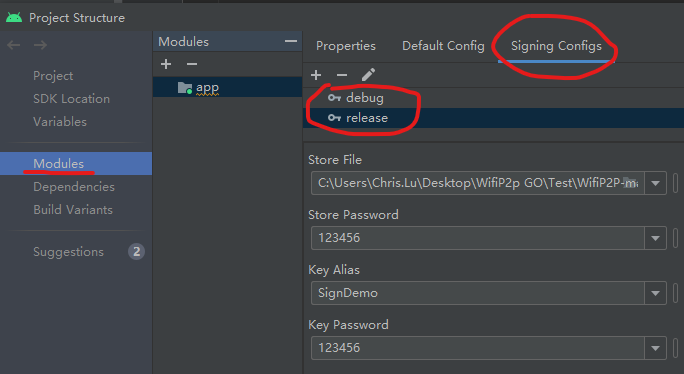 Project Structure
Project
SDK Location
Variables
Modules
Dependencies
Build Variants
Suggestions 2
Modules
app
Properties Default Config Signing Configs
debug
release
Store File
C:\Users\Chris.Lu\Desktop\WifiP2p GO\Test\WifiP2P-ma
Store Password
123456
Key Alias
SignDemo
Key Password
123456